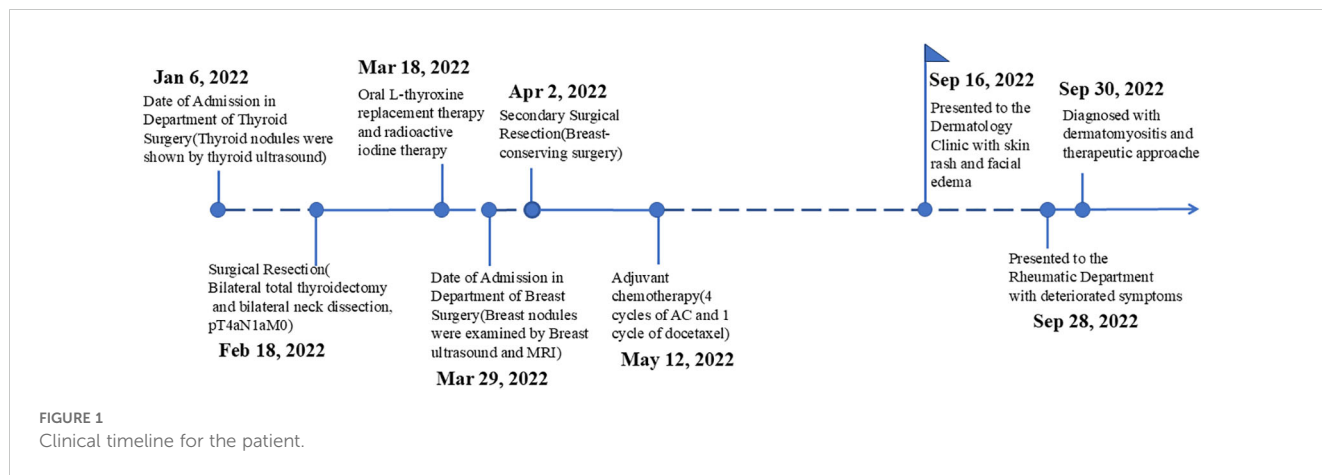 Jan 6, 2022
Date of Admission in
Department of Thyroid
Surgery(Thyroid nodules were
shown by thyroid ultrasound)
Surgical Resection(
Bilateral total thyroidectomy
and bilateral neck dissection,
pT4aN1aM0)
Feb 18, 2022
Mar 18, 2022
Oral L-thyroxine
replacement therapy
and radioactive
iodine therapy
Date of Admission in
Department of Breast
Surgery(Breast nodules
were examined by Breast
ultrasound and MRI)
Mar 29, 2022
Apr 2, 2022
Secondary Surgical
Resection(Breast-
conserving surgery)
Adjuvant
chemotherapy(4
cycles of AC and 1
cycle of docetaxel)
May 12, 2022
Sep 16, 2022
Presented to the
Dermatology
Clinic with skin
rash and facial
edema
Presented to the
Rheumatic Department
with deteriorated symptoms
Sep 28, 2022
Sep 30, 2022
Diagnosed with
dermatomyositis and
therapeutic approache
FIGURE 1
Clinical timeline for the patient.